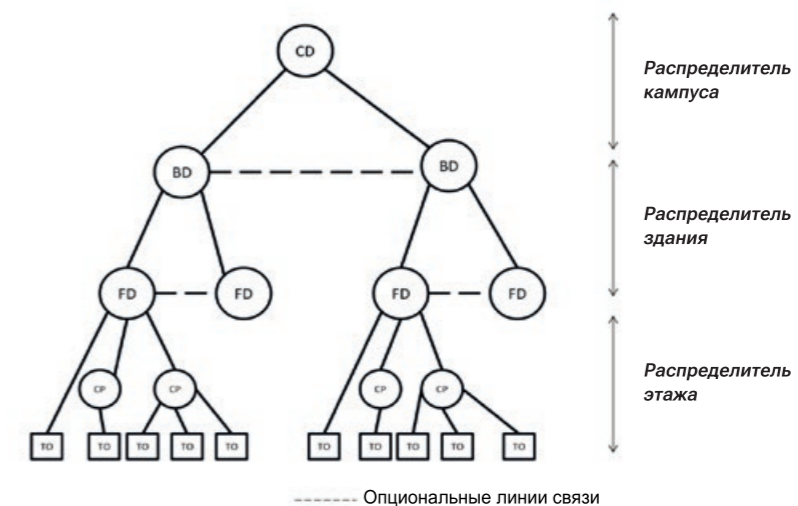 CD
Распределитель
кампуса
BD
BD
Распределитель
здания
FD
FD
FD
FD
CP
CP
CP
CP
Распределитель
этажа
TO
TO
TO
TO
TO
TO
TO
TO
TO
TO
Опциональные линии связи